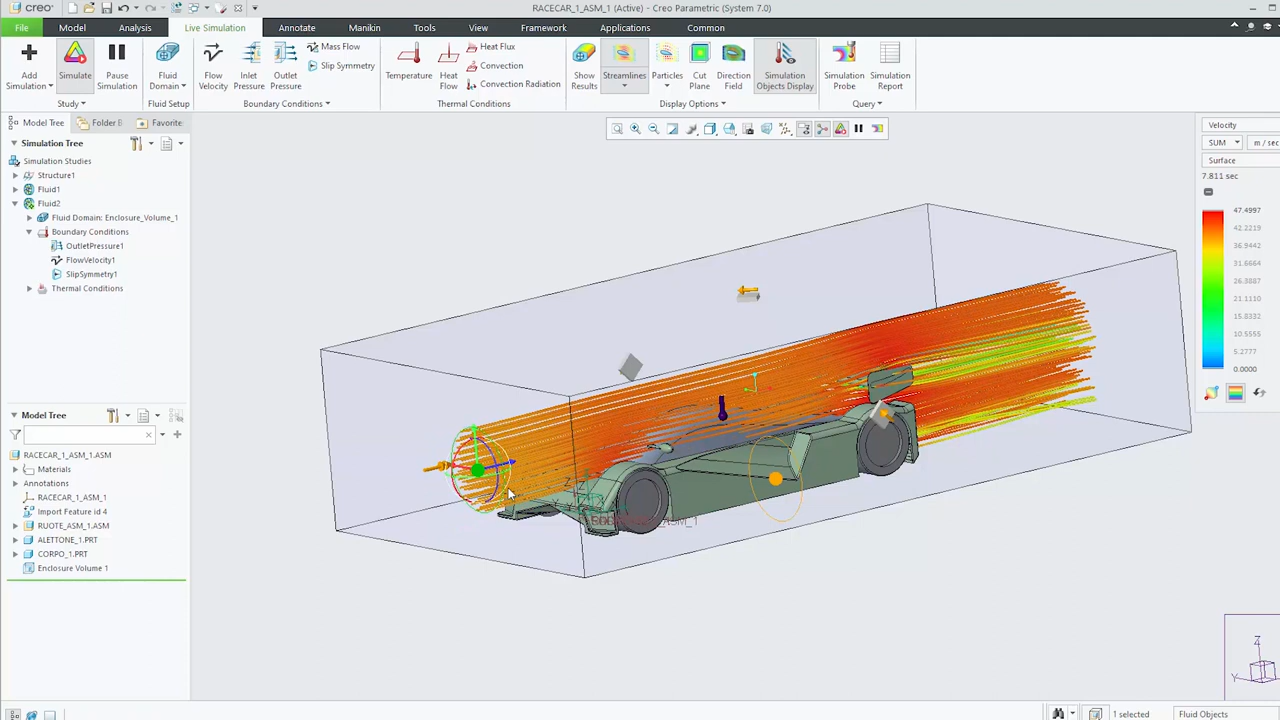 creo
RACECAR_1_ASM_1 (Active) - Creo Parametric (System 7.0)
File Model Analysis Live Simulation Annotate Manikin Tools View Framework Applications Common
Add Simulation
Simulate
Pause Simulation
Fluid Domain
Flow Velocity
Inlet Pressure
Outlet Pressure
Mass Flow
Slip Symmetry
Temperature
Heat Flow
Heat Flux
Convection
Convection Radiation
Show Results
Streamlines
Particles
Cut Plane
Direction Field
Simulation Objects Display
Simulation Probe
Simulation Report
Study Fluid Setup Boundary Conditions Thermal Conditions Display Options Query
Model Tree Folder B Favorite
Simulation Tree
Simulation Studies
Structure1
Fluid1
Fluid2
Fluid Domain: Enclosure_Volume_1
Boundary Conditions
OutletPressure1
FlowVelocity1
SlipSymmetry1
Thermal Conditions
Model Tree
RACECAR_1_ASM_1.ASM
Materials
Annotations
RACECAR_1_ASM_1
Import Feature id 4
RUOTE_ASM_1.ASM
ALETTONE_1.PRT
CORPO_1.PRT
Enclosure Volume 1
Velocity
SUM m / sec
Surface
7.811 sec
47.4997
42.2219
36.9442
31.6664
26.3887
21.1110
15.8332
10.5555
5.2777
0.0000
Z
Y
1 selected
Fluid Objects